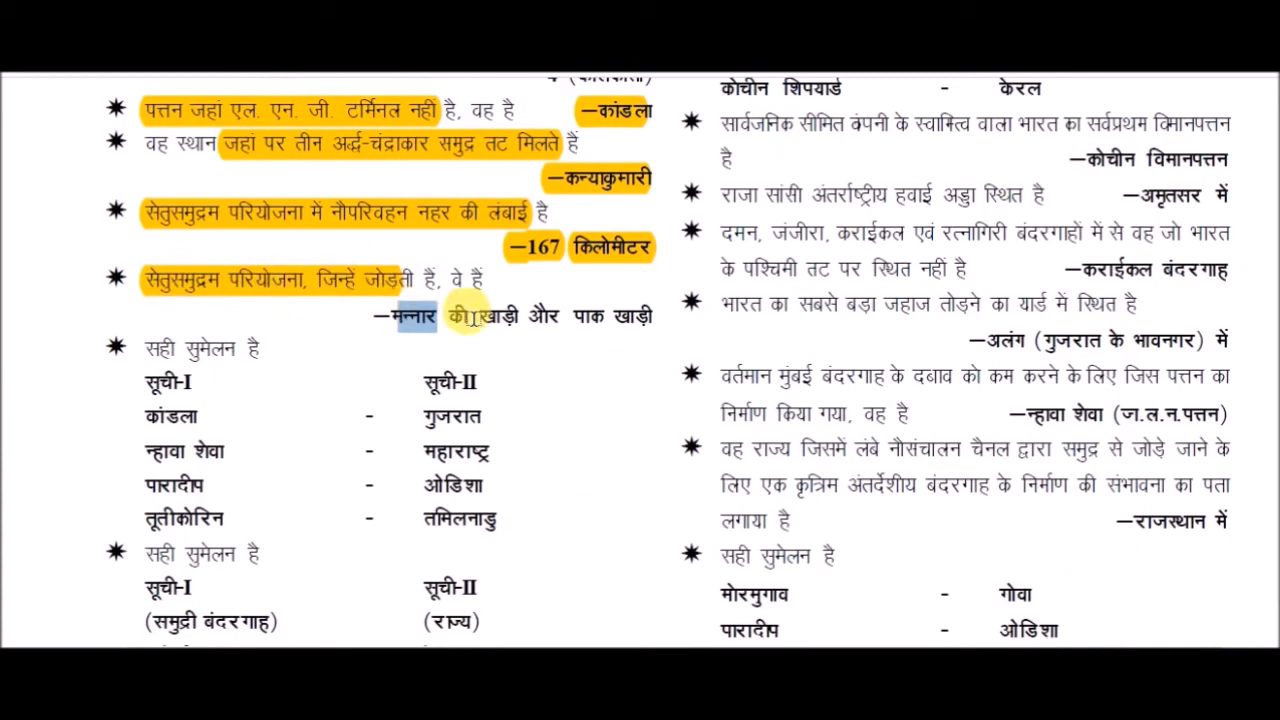 ✷ पत्तन जहां एल. एन. जी. टर्मिनल नहीं है, वह है –कांडला
✷ वह स्थान जहां पर तीन अर्द्ध-चंद्राकार समुद्र तट मिलते हैं
–कन्याकुमारी
✷ सेतुसमुद्रम परियोजना में नौपरिवहन नहर की लंबाई है
–167 किलोमीटर
✷ सेतुसमुद्रम परियोजना, जिन्हें जोड़ती हैं, वे हैं
–मन्नार की खाड़ी और पाक खाड़ी
✷ सही सुमेलन है
सूची-I सूची-II
कांडला - गुजरात
न्हावा शेवा - महाराष्ट्र
पारादीप - ओडिशा
तूतीकोरिन - तमिलनाडु
✷ सही सुमेलन है
सूची-I सूची-II
(समुद्री बंदरगाह) (राज्य)
कोचीन शिपयार्ड - केरल
✷ सार्वजनिक सीमित कंपनी के स्वामित्व वाला भारत का सर्वप्रथम विमानपत्तन
है –कोचीन विमानपत्तन
✷ राजा सांसी अंतर्राष्ट्रीय हवाई अड्डा स्थित है –अमृतसर में
✷ दमन, जंजीरा, कराईकल एवं रत्नागिरी बंदरगाहों में से वह जो भारत
के पश्चिमी तट पर स्थित नहीं है –कराईकल बंदरगाह
✷ भारत का सबसे बड़ा जहाज तोड़ने का यार्ड में स्थित है
–अलंग (गुजरात के भावनगर) में
✷ वर्तमान मुंबई बंदरगाह के दबाव को कम करने के लिए जिस पत्तन का
निर्माण किया गया, वह है –न्हावा शेवा (ज.ल.न.पत्तन)
✷ वह राज्य जिसमें लंबे नौसंचालन चैनल द्वारा समुद्र से जोड़े जाने के
लिए एक कृत्रिम अंतर्देशीय बंदरगाह के निर्माण की संभावना का पता
लगाया है –राजस्थान में
✷ सही सुमेलन है
मोरमुगाव - गोवा
पारादीप - ओडिशा